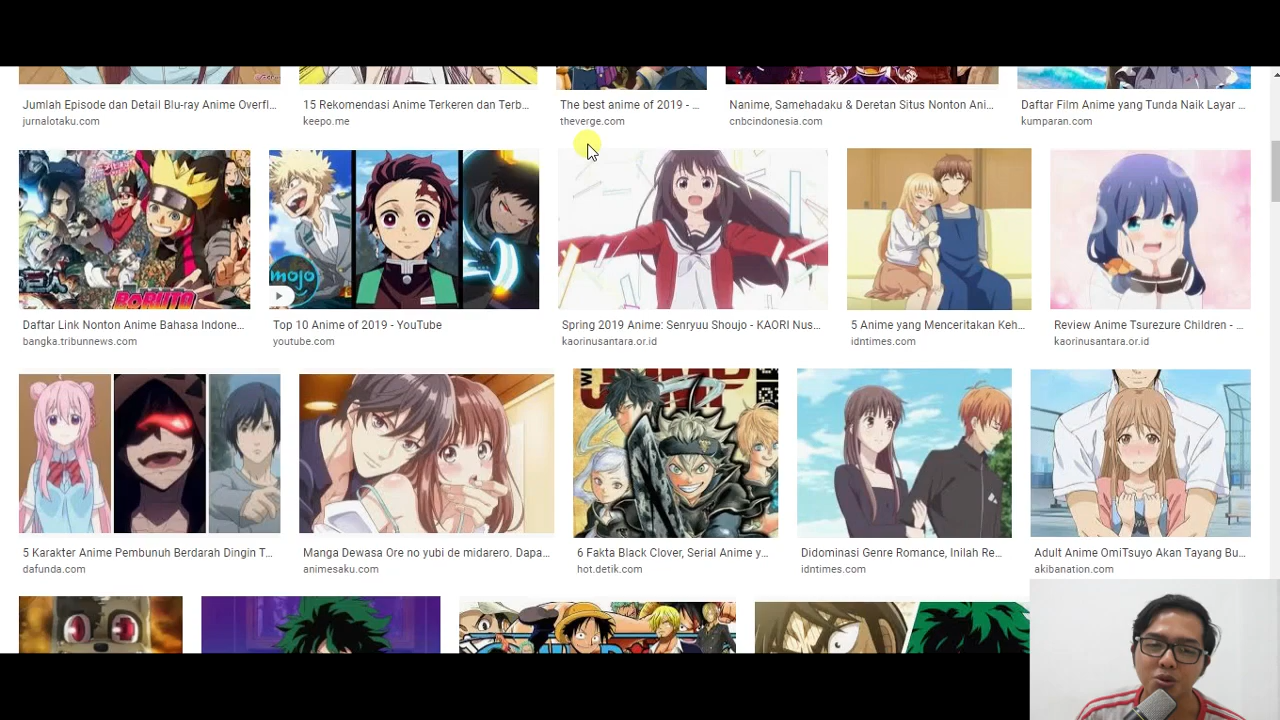 Jumlah Episode dan Detail Blu-ray Anime Overfl...
jurnalotaku.com
15 Rekomendasi Anime Terkeren dan Terb...
keepo.me
The best anime of 2019 - ...
theverge.com
Nanime, Samehadaku & Deretan Situs Nonton Ani...
cnbcindonesia.com
Daftar Film Anime yang Tunda Naik Layar ...
kumparan.com
BORUTO
mojo
Daftar Link Nonton Anime Bahasa Indone...
bangka.tribunnews.com
Top 10 Anime of 2019 - YouTube
youtube.com
Spring 2019 Anime: Senryuu Shoujo - KAORI Nus...
kaorinusantara.or.id
5 Anime yang Menceritakan Keh...
idntimes.com
Review Anime Tsurezure Children - ...
kaorinusantara.or.id
JUMP
5 Karakter Anime Pembunuh Berdarah Dingin T...
dafunda.com
Manga Dewasa Ore no yubi de midarero. Dapa...
animesaku.com
6 Fakta Black Clover, Serial Anime y...
hot.detik.com
Didominasi Genre Romance, Inilah Re...
idntimes.com
Adult Anime OmiTsuyo Akan Tayang Bu...
akibanation.com